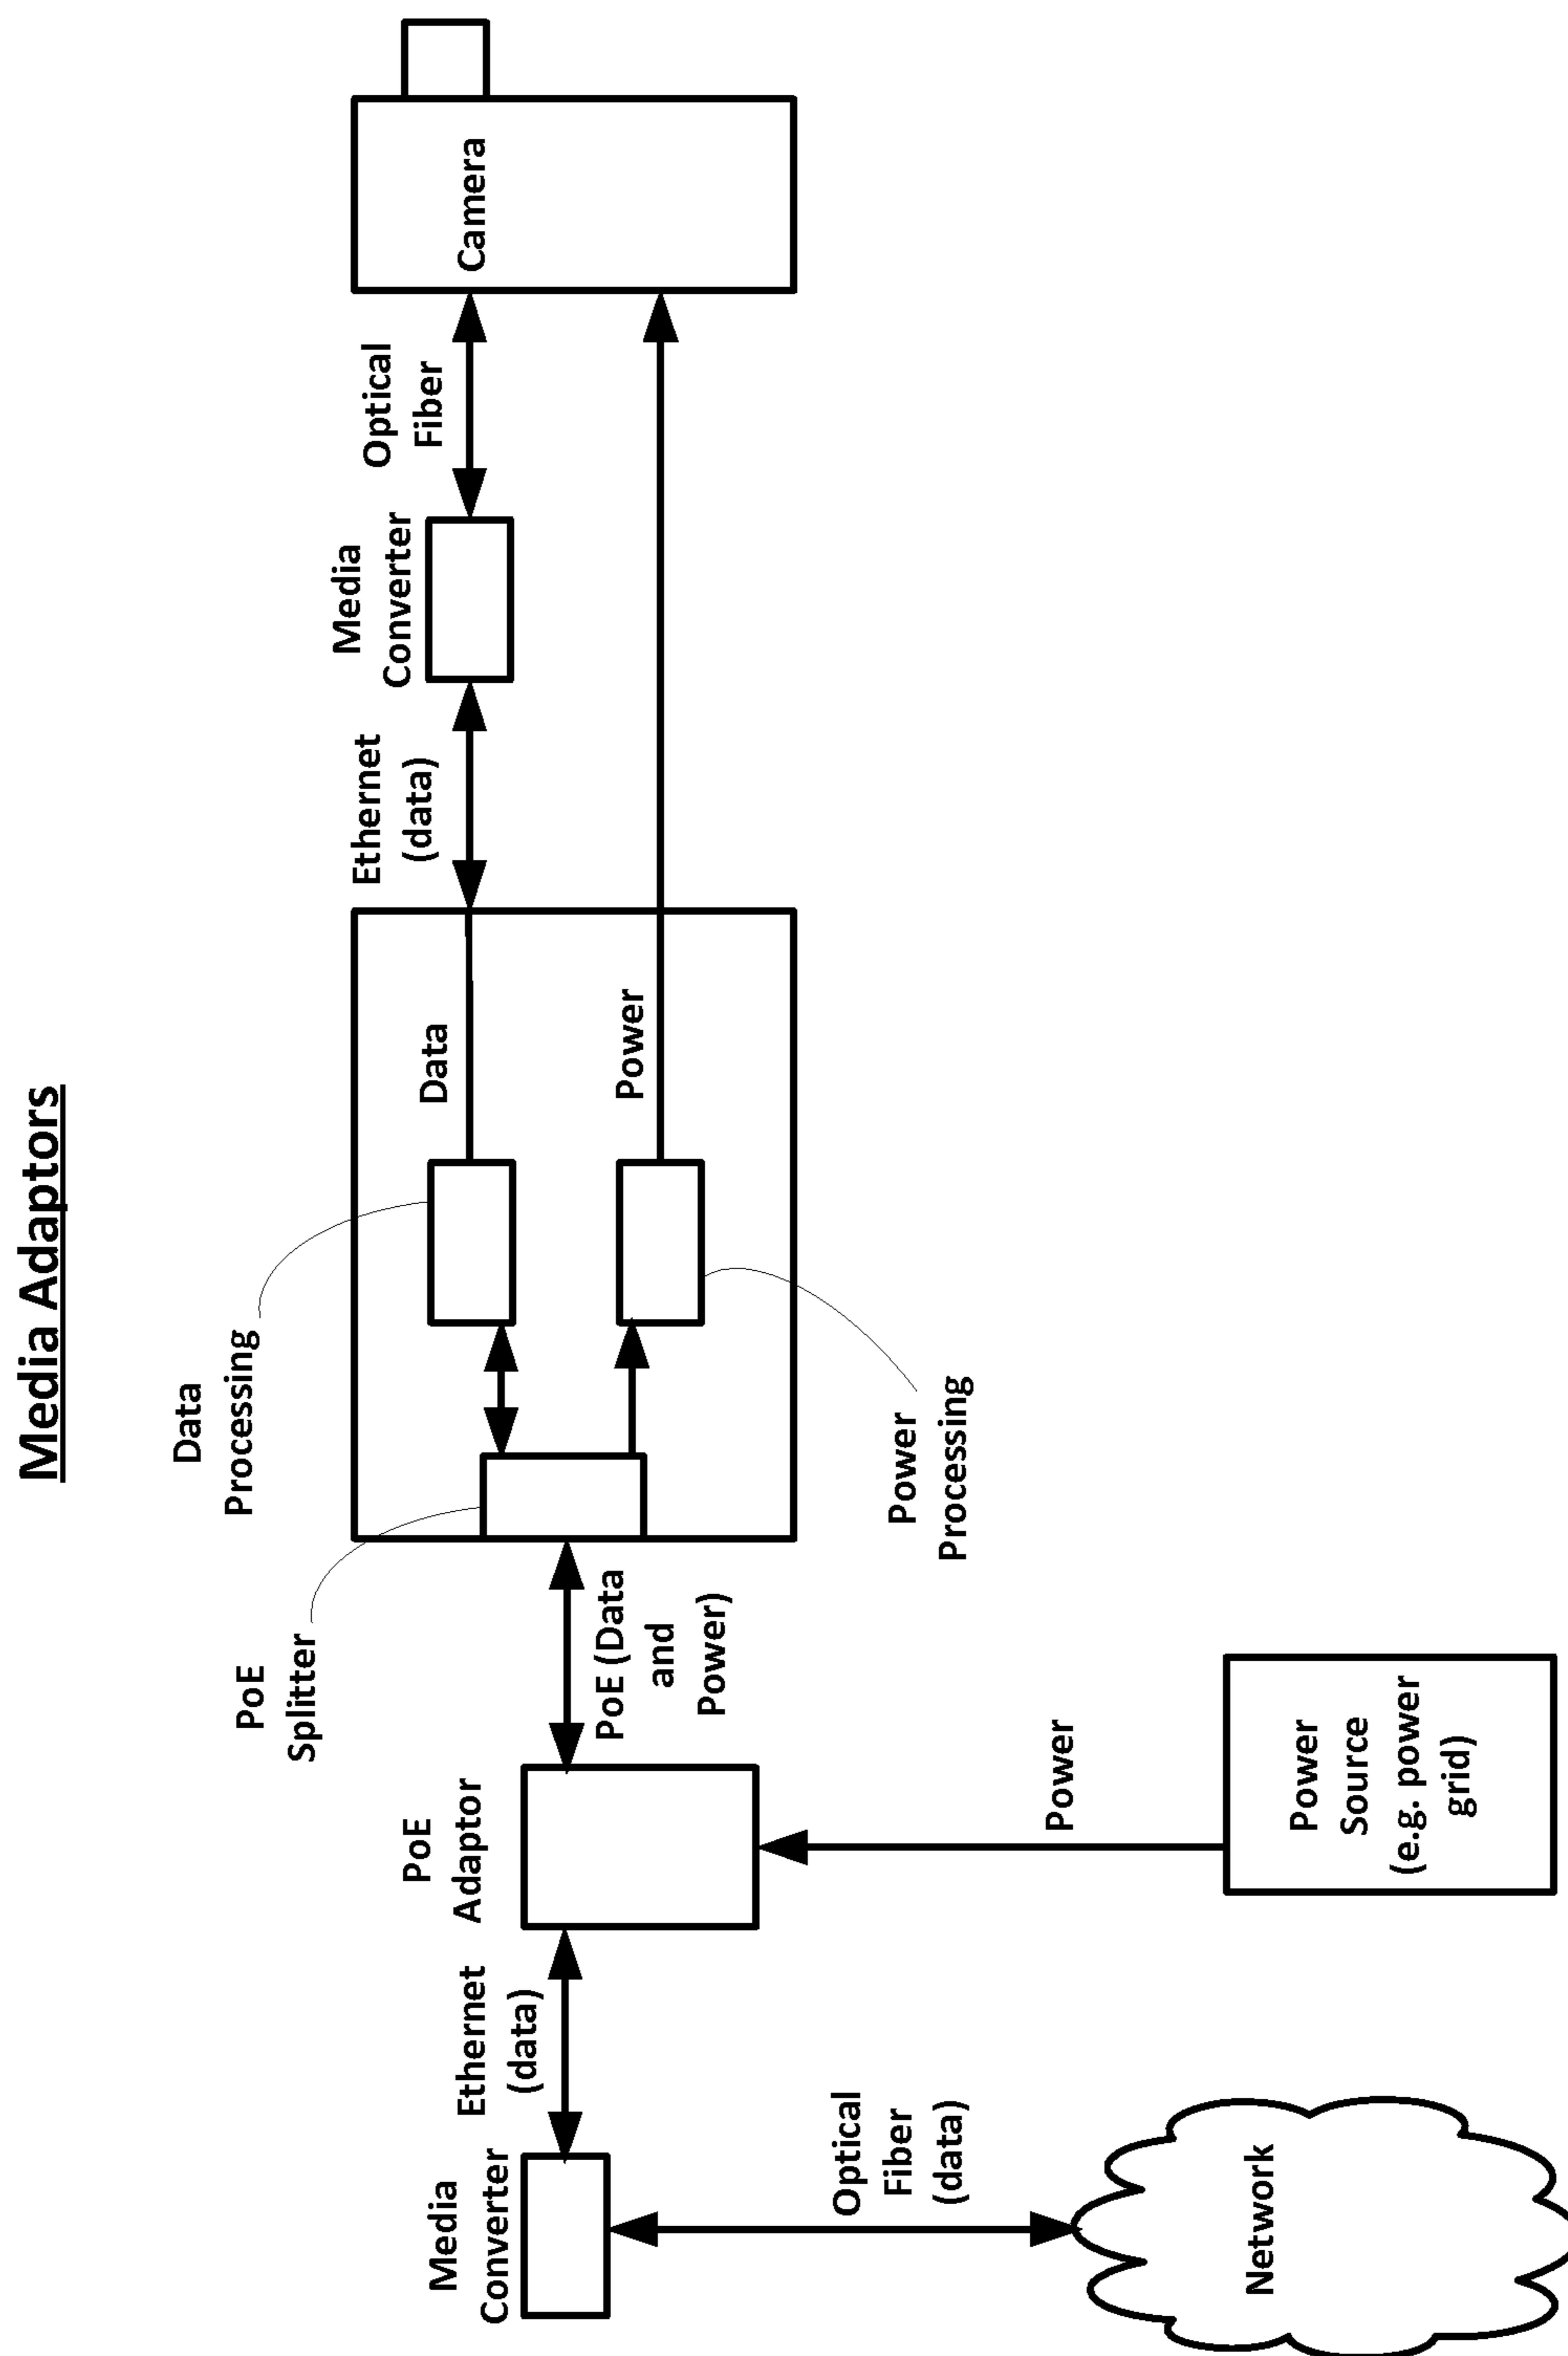 Media Adaptors
Data
Processing
PoE
Splitter
Media
Converter
Ethernet
(data)
PoE
Adaptor
PoE (Data
and
Power)
Data
Power
Ethernet
(data)
Media
Converter
Optical
Fiber
Camera
Power
Processing
Optical
Fiber
(data)
Power
Network
Power
Source
(e.g. power
grid)